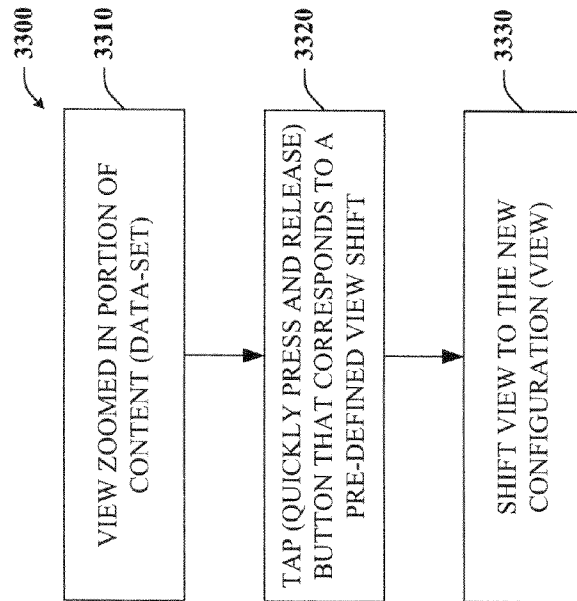 3300
3310
VIEW ZOOMED IN PORTION OF
CONTENT (DATA-SET)
3320
TAP (QUICKLY PRESS AND RELEASE)
BUTTON THAT CORRESPONDS TO A
PRE-DEFINED VIEW SHIFT
3330
SHIFT VIEW TO THE NEW
CONFIGURATION (VIEW)